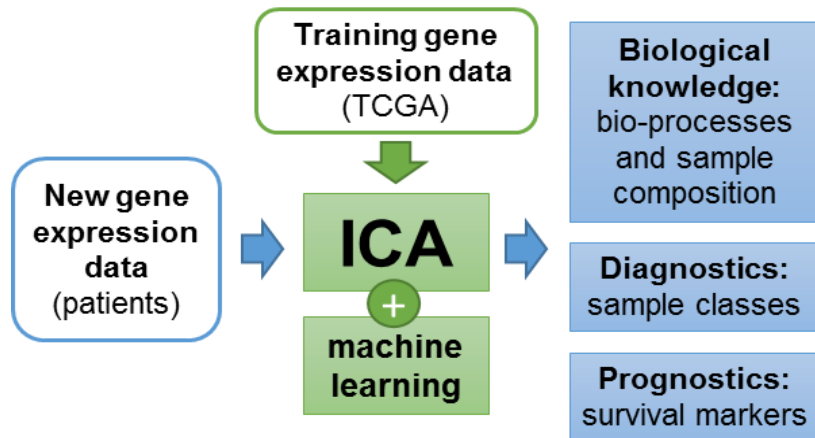 Training gene
expression data
(TCGA)
New gene
expression
data
(patients)
ICA
+
machine
learning
Biological
knowledge:
bio-processes
and sample
composition
Diagnostics:
sample classes
Prognostics:
survival markers